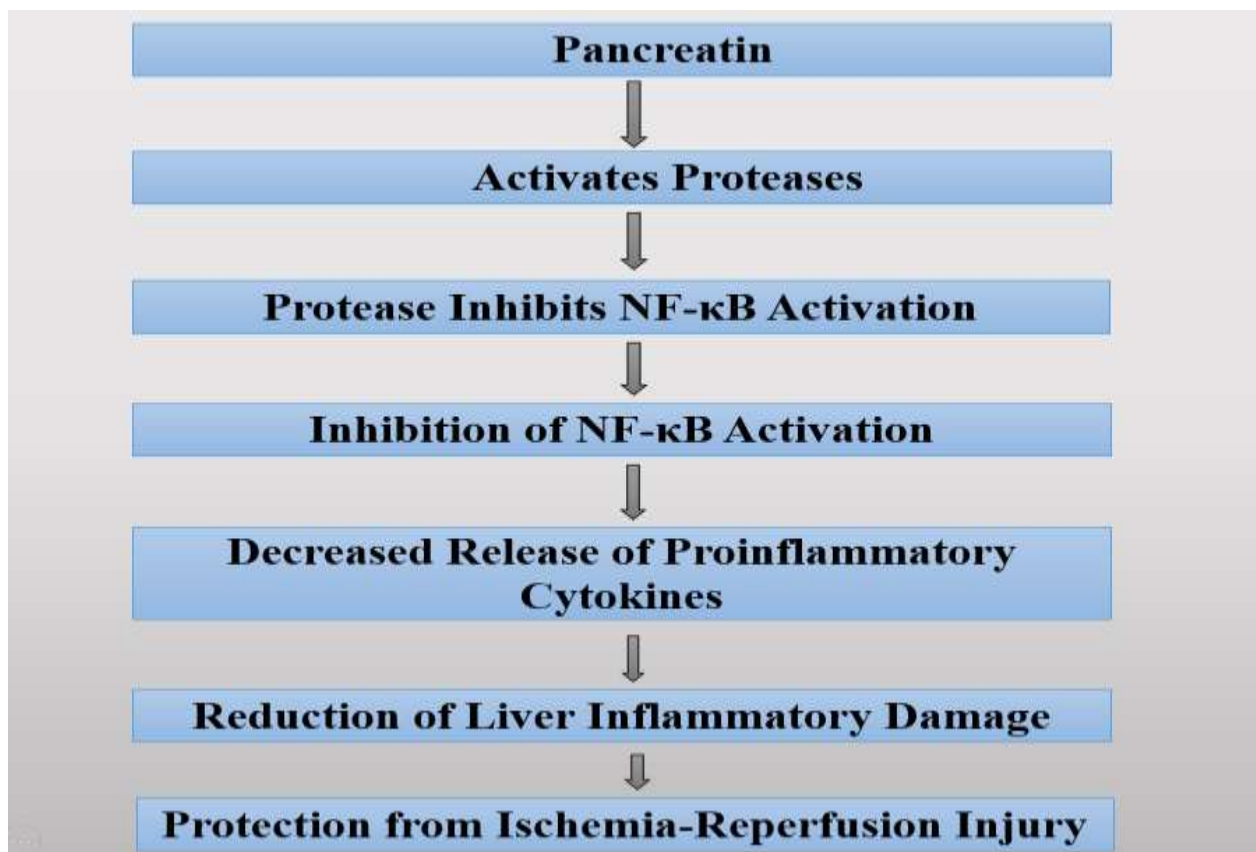 Pancreatin
Activates Proteases
Protease Inhibits NF-κB Activation
Inhibition of NF-κB Activation
Decreased Release of Proinflammatory
Cytokines
Reduction of Liver Inflammatory Damage
Protection from Ischemia-Reperfusion Injury